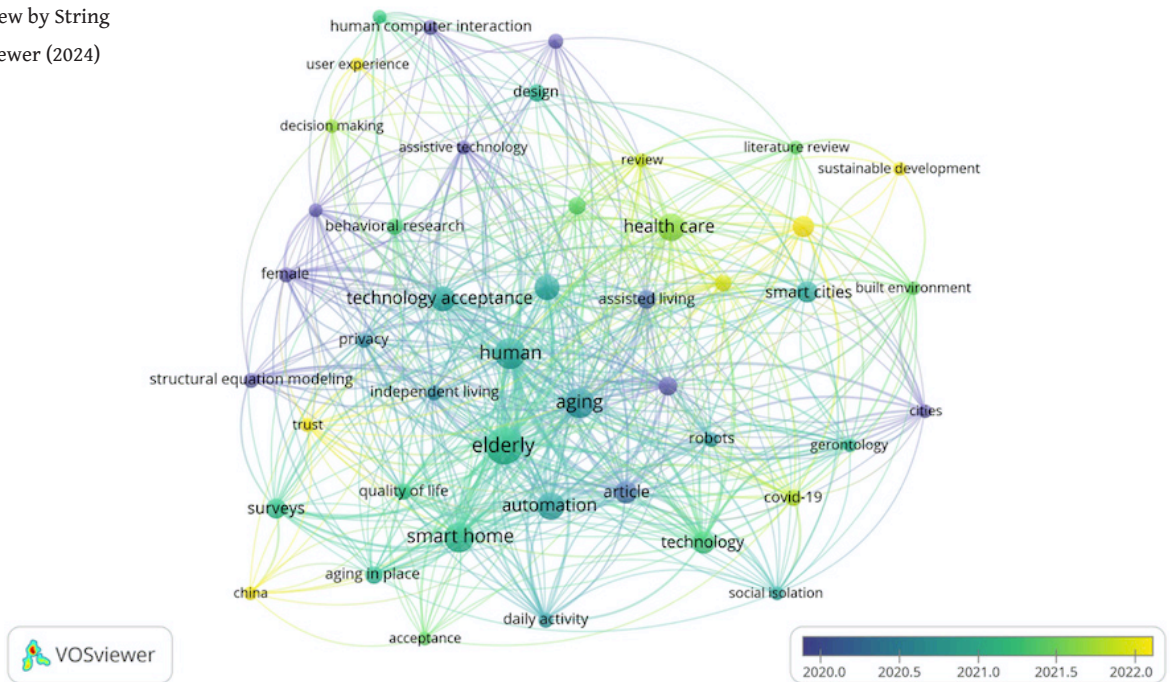 ew by String
ewer (2024)
human computer interaction
user experience
design
decision making
assistive technology
review
literature review
sustainable development
behavioral research
health care
female
technology acceptance
assisted living
smart cities
built environment
privacy
human
structural equation modeling
independent living
aging
cities
trust
elderly
robots
gerontology
quality of life
article
covid-19
surveys
automation
smart home
technology
aging in place
china
social isolation
daily activity
acceptance
VOSviewer
2020.0 2020.5 2021.0 2021.5 2022.0